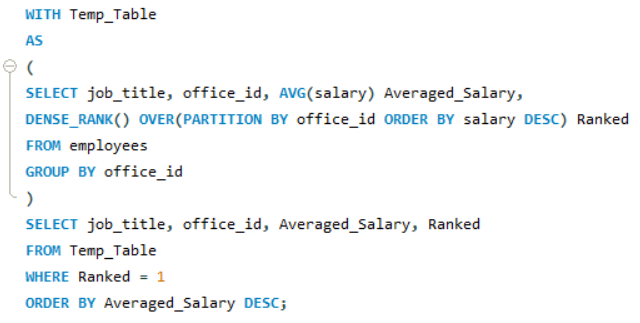 WITH Temp_Table
AS
(
SELECT job_title, office_id, AVG(salary) Averaged_Salary,
DENSE_RANK() OVER(PARTITION BY office_id ORDER BY salary DESC) Ranked
FROM employees
GROUP BY office_id
)
SELECT job_title, office_id, Averaged_Salary, Ranked
FROM Temp_Table
WHERE Ranked = 1
ORDER BY Averaged_Salary DESC;